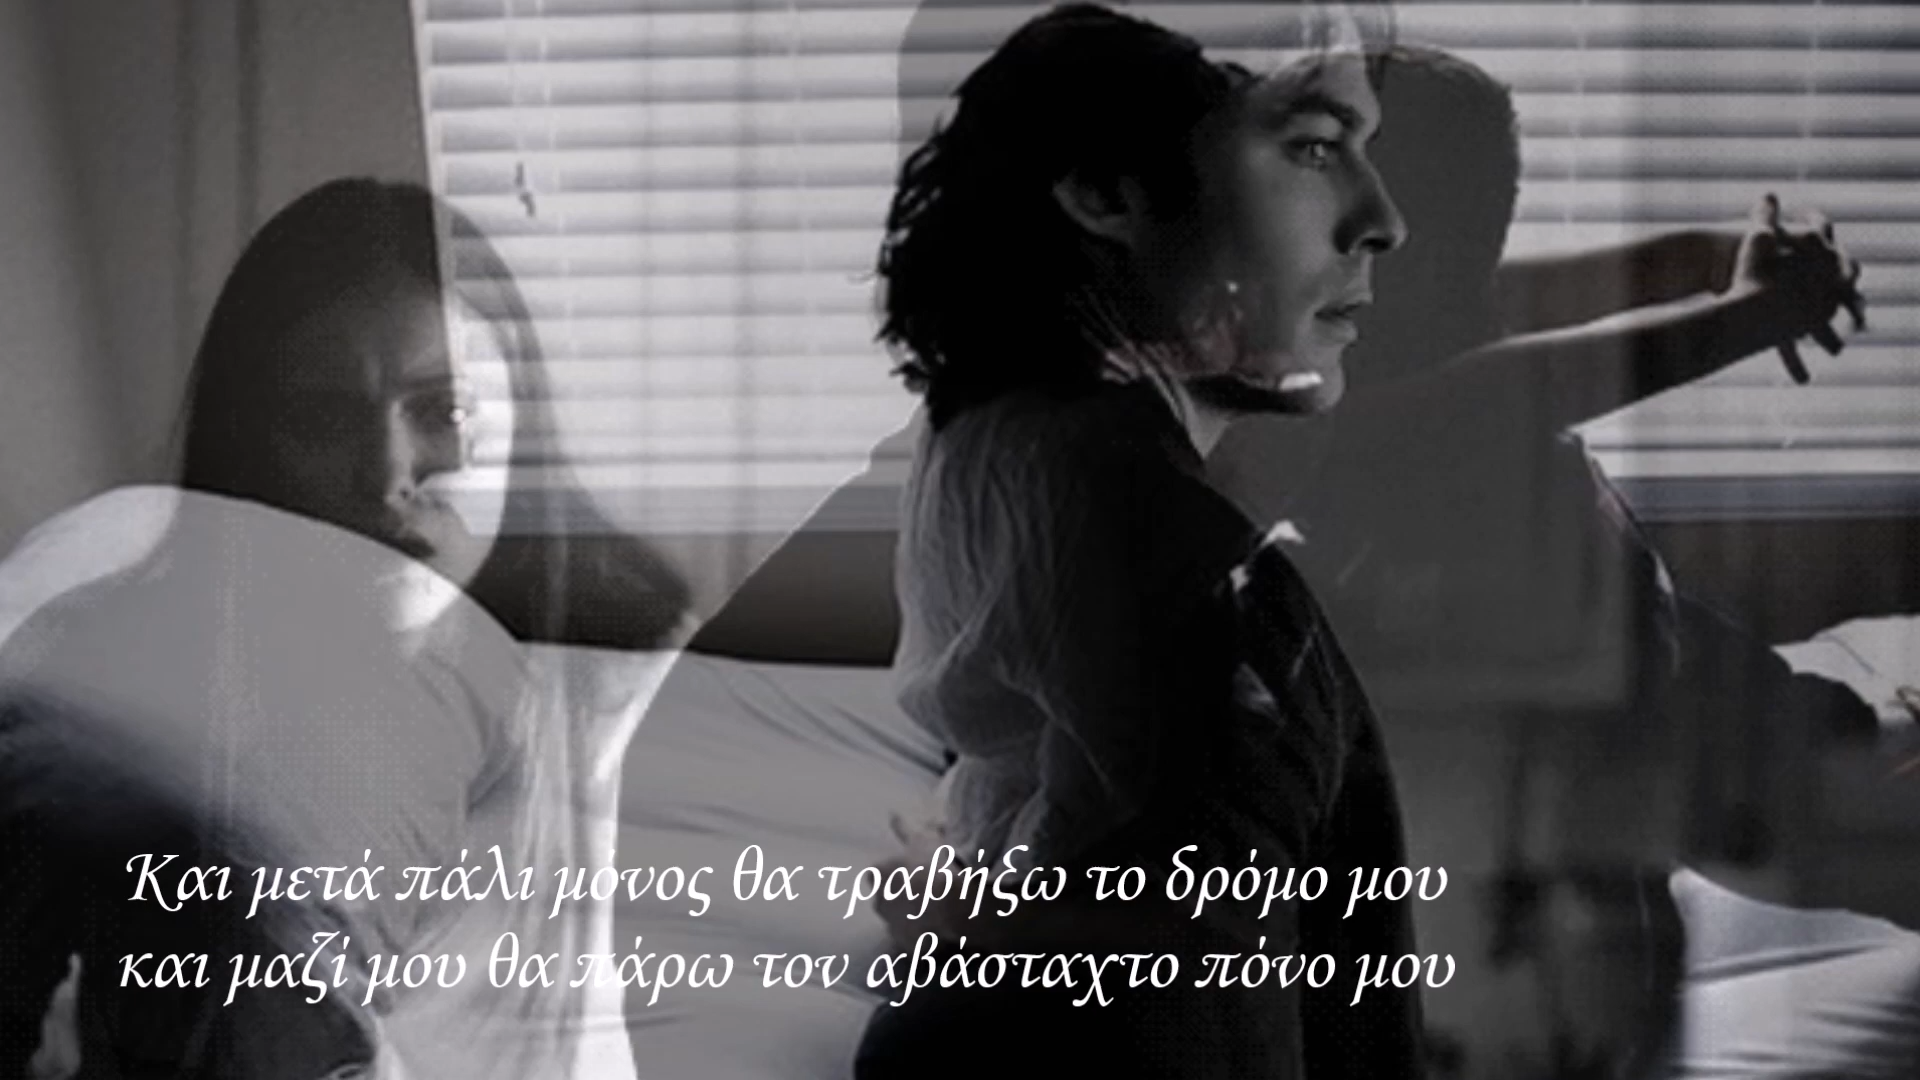 Και μετά πάλι μόνος θα τραβήξω το δρόμο μου
και μαζί μου θα πάρω τον αβάσταχτο πόνο μου